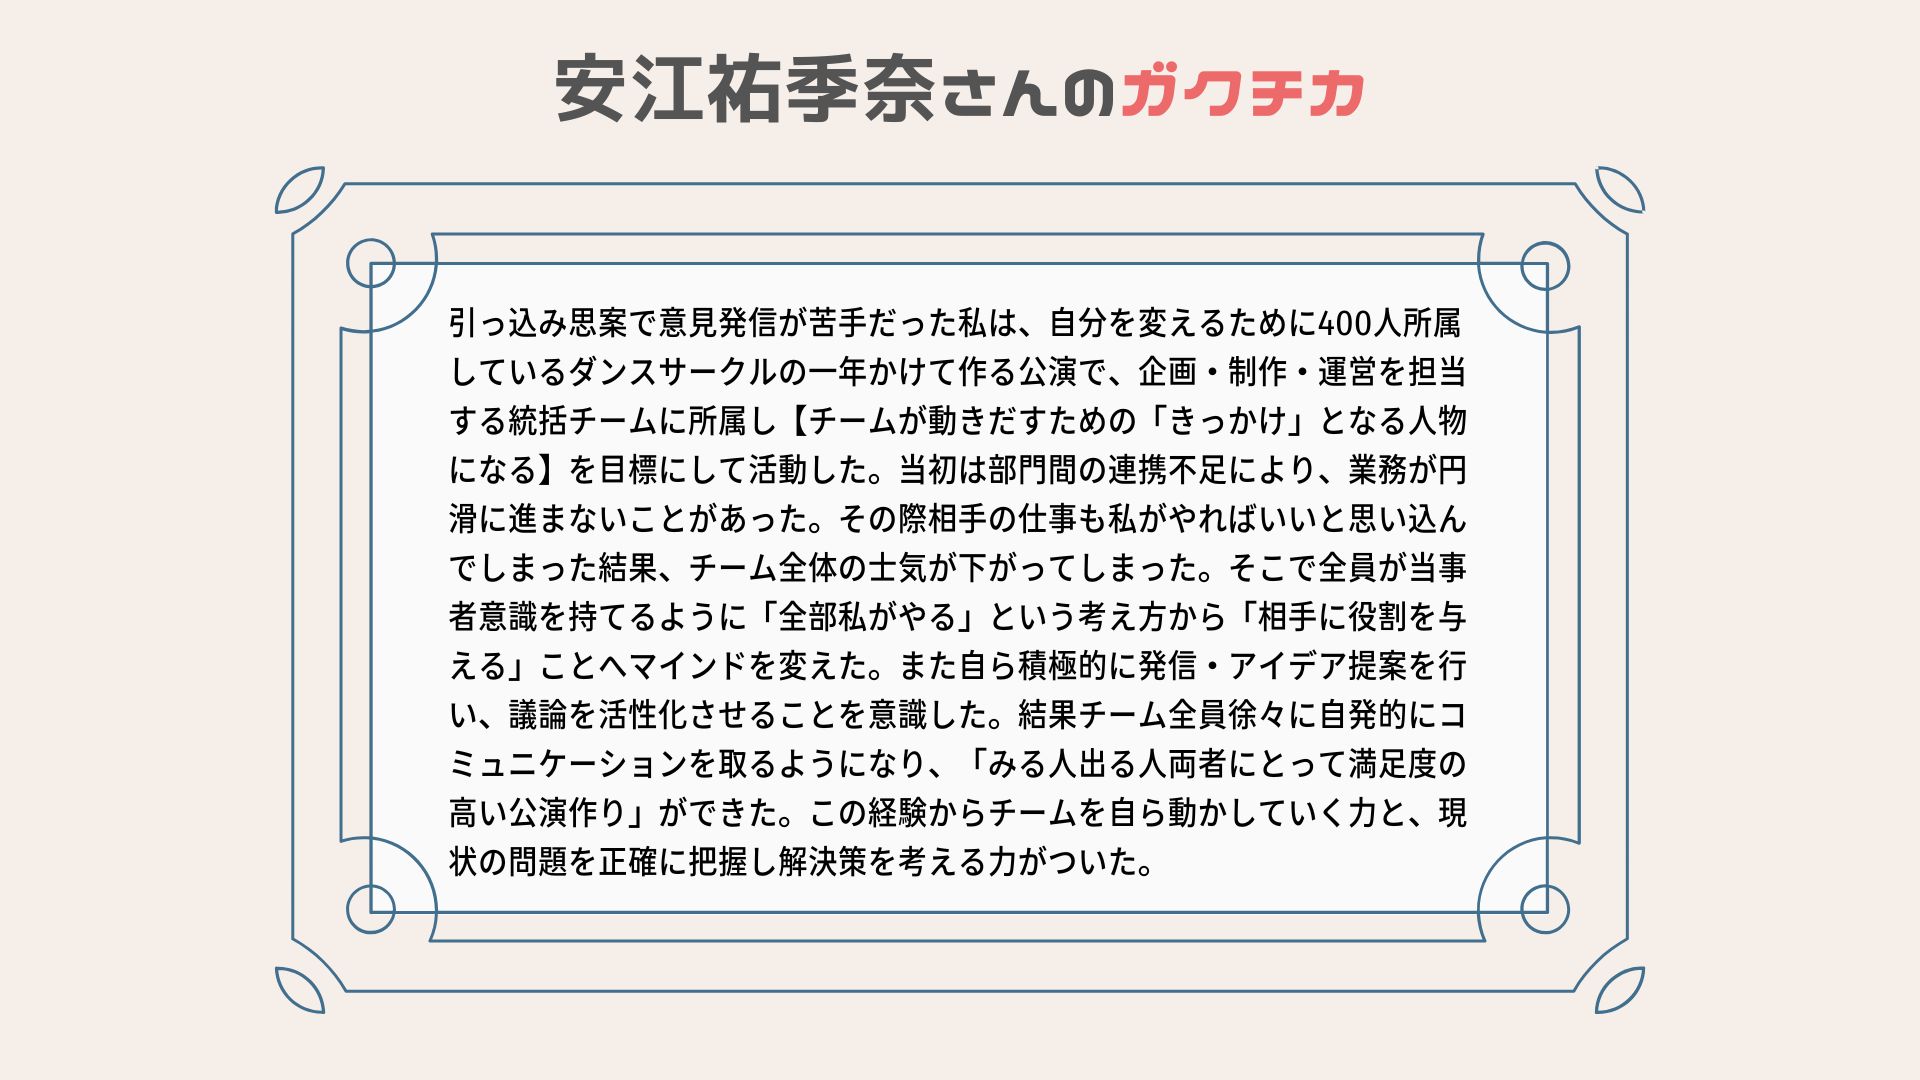 安江祐季奈さんのガクチカ
引っ込み思案で意見発信が苦手だった私は、自分を変えるために400人所属
しているダンスサークルの一年かけて作る公演で、企画・制作・運営を担当
する統括チームに所属し【チームが動きだすための「きっかけ」となる人物
になる】を目標にして活動した。当初は部門間の連携不足により、業務が円
滑に進まないことがあった。その際相手の仕事も私がやればいいと思い込ん
でしまった結果、チーム全体の士気が下がってしまった。そこで全員が当事
者意識を持てるように「全部私がやる」という考え方から「相手に役割を与
える」ことへマインドを変えた。また自ら積極的に発信・アイデア提案を行
い、議論を活性化させることを意識した。結果チーム全員徐々に自発的にコ
ミュニケーションを取るようになり、「みる人出る人両者にとって満足度の
高い公演作り」ができた。この経験からチームを自ら動かしていく力と、現
状の問題を正確に把握し解決策を考える力がついた。